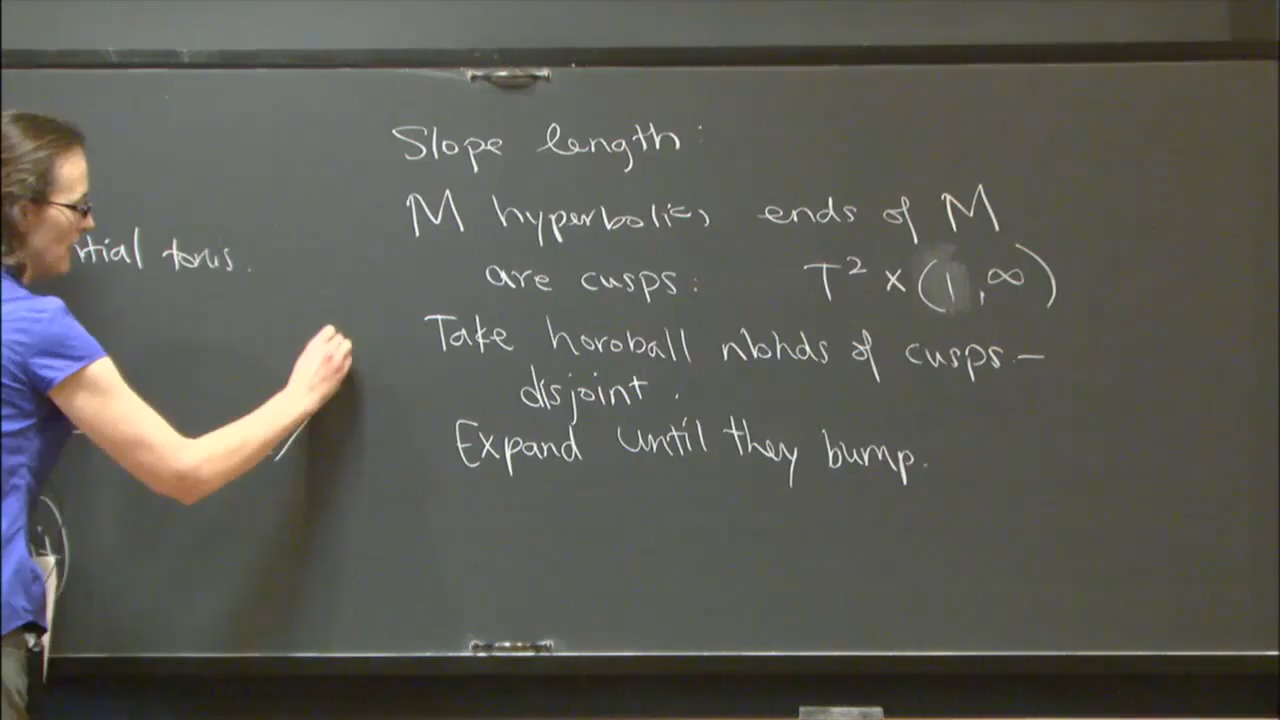 Slope length:
M hyperbolic, ends of M
are cusps: T² × (1, ∞)
Take horoball nbhds of cusps —
disjoint.
Expand until they bump.
torus.